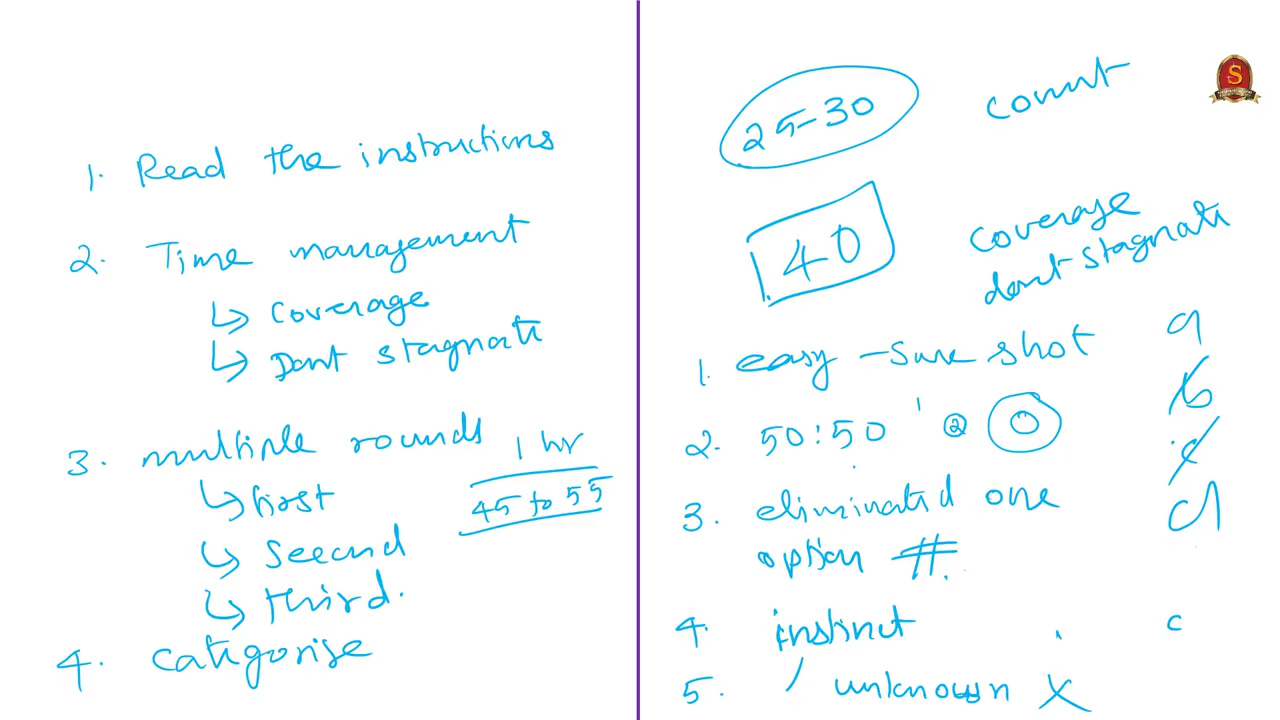 1. Read the instructions
2. Time management
↳ Coverage
↳ Dont stagnate
3. multiple rounds
↳ first
1 hr
45 to 55
↳ Second
↳ third.
4. categorise
25-30 count
40 coverage
dont stagnate
1. easy - Sure shot
2. 50:50 @ O
3. eliminated one
option #.
4. instinct
5. unknown X
a
b
c
d
c
S